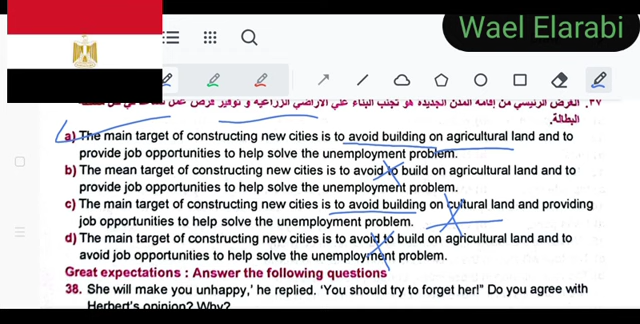 Wael Elarabi
٣٧. الغرض الرئيسي من إقامة المدن الجديدة هو تجنب البناء علي الأراضي الزراعية و توفير فرص عمل
البطالة.
a) The main target of constructing new cities is to avoid building on agricultural land and to
provide job opportunities to help solve the unemployment problem.
b) The mean target of constructing new cities is to avoid to build on agricultural land and to
provide job opportunities to help solve the unemployment problem.
c) The main target of constructing new cities is to avoid building on cultural land and providing
job opportunities to help solve the unemployment problem.
d) The main target of constructing new cities is to avoid to build on agricultural land and to
avoid job opportunities to help solve the unemployment problem.
Great expectations : Answer the following questions
38. She will make you unhappy,' he replied. 'You should try to forget her!" Do you agree with
Herbert's opinion? Why?